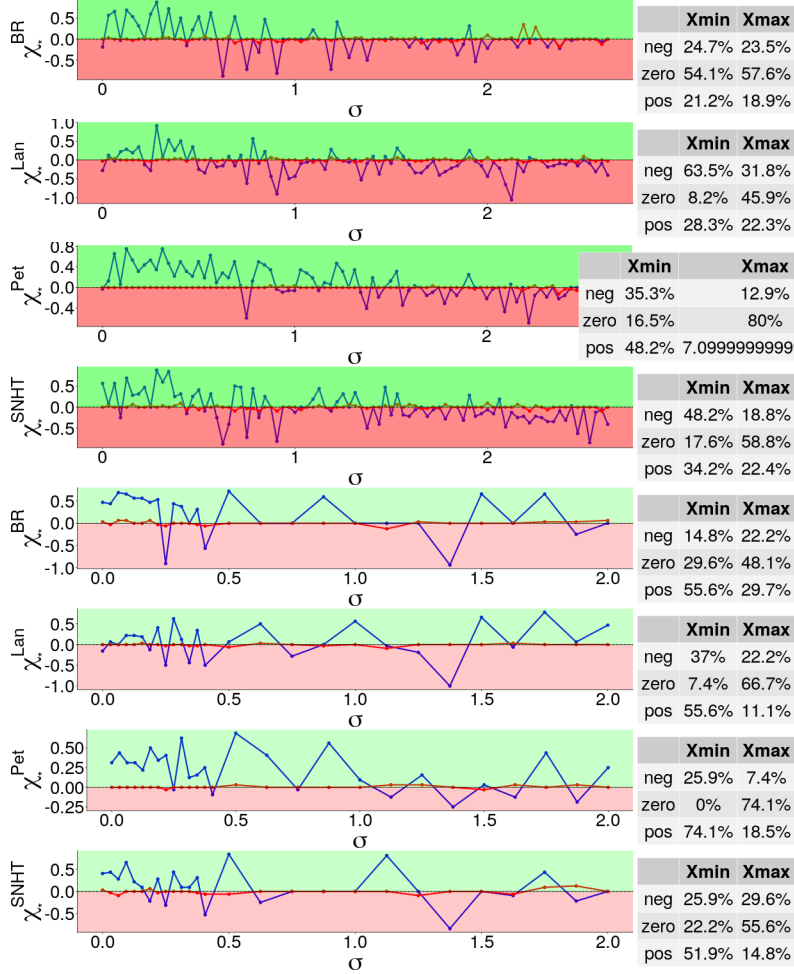 0.5
0.0
-0.5
χ*BR
0 1 2
σ
Xmin Xmax
neg 24.7% 23.5%
zero 54.1% 57.6%
pos 21.2% 18.9%
1.0
0.5
0.0
-0.5
-1.0
χ*Lan
0 1 2
σ
Xmin Xmax
neg 63.5% 31.8%
zero 8.2% 45.9%
pos 28.3% 22.3%
0.8
0.4
0.0
-0.4
χ*Pet
0 1 2
σ
Xmin Xmax
neg 35.3% 12.9%
zero 16.5% 80%
pos 48.2% 7.0999999999
0.5
0.0
-0.5
χ*SNHT
0 1 2
σ
Xmin Xmax
neg 48.2% 18.8%
zero 17.6% 58.8%
pos 34.2% 22.4%
0.5
0.0
-0.5
-1.0
χ*BR
0.0 0.5 1.0 1.5 2.0
σ
Xmin Xmax
neg 14.8% 22.2%
zero 29.6% 48.1%
pos 55.6% 29.7%
0.5
0.0
-0.5
-1.0
χ*Lan
0.0 0.5 1.0 1.5 2.0
σ
Xmin Xmax
neg 37% 22.2%
zero 7.4% 66.7%
pos 55.6% 11.1%
0.50
0.25
0.00
-0.25
χ*Pet
0.0 0.5 1.0 1.5 2.0
σ
Xmin Xmax
neg 25.9% 7.4%
zero 0% 74.1%
pos 74.1% 18.5%
0.5
0.0
-0.5
χ*SNHT
0.0 0.5 1.0 1.5 2.0
σ
Xmin Xmax
neg 25.9% 29.6%
zero 22.2% 55.6%
pos 51.9% 14.8%